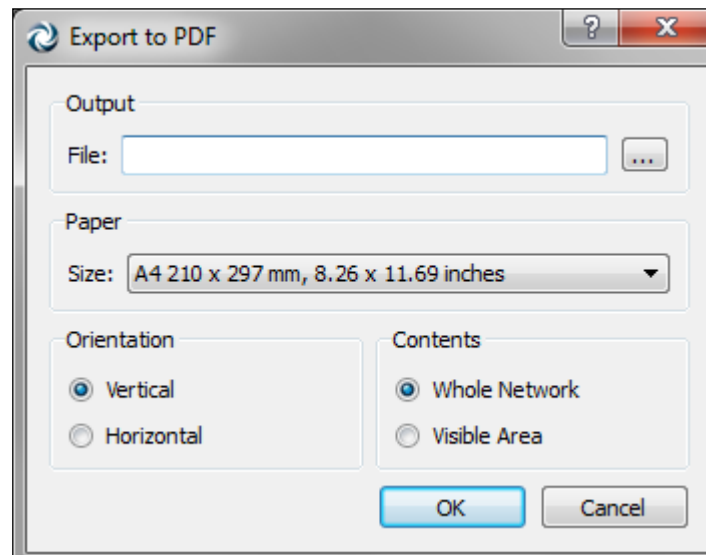 Export to PDF
Output
File:
...
Paper
Size: A4 210 x 297 mm, 8.26 x 11.69 inches
Orientation
Vertical
Horizontal
Contents
Whole Network
Visible Area
OK Cancel